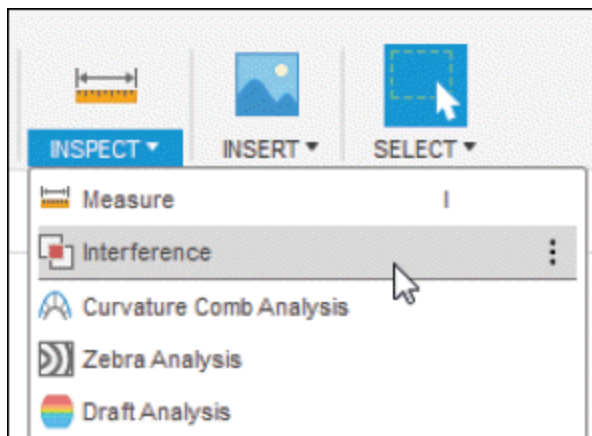 INSPECT INSERT SELECT
Measure I
Interference
Curvature Comb Analysis
Zebra Analysis
Draft Analysis